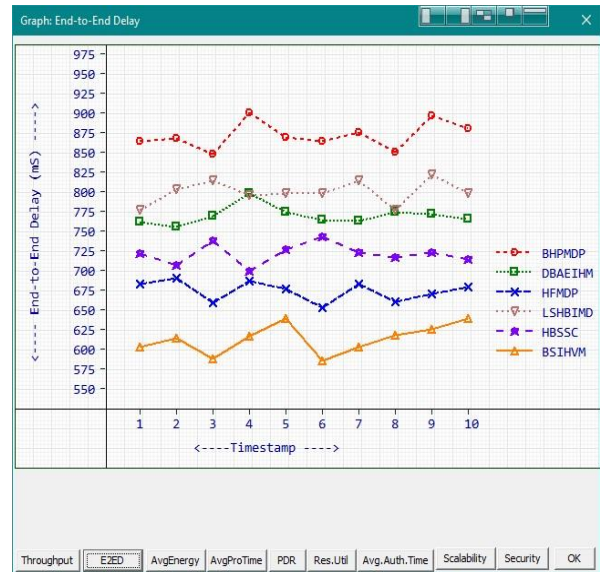 Graph: End-to-End Delay
<---- End-to-End Delay (mS) ---->
975
950
925
900
875
850
825
800
775
750
725
700
675
650
625
600
575
550
BHPMDP
DBAEIHM
HFMDP
LSHBIMD
HBSSC
BSIHVM
1 2 3 4 5 6 7 8 9 10
<----Timestamp ---->
Throughput E2ED AvgEnergy AvgProTime PDR Res.Util Avg.Auth.Time Scalability Security OK